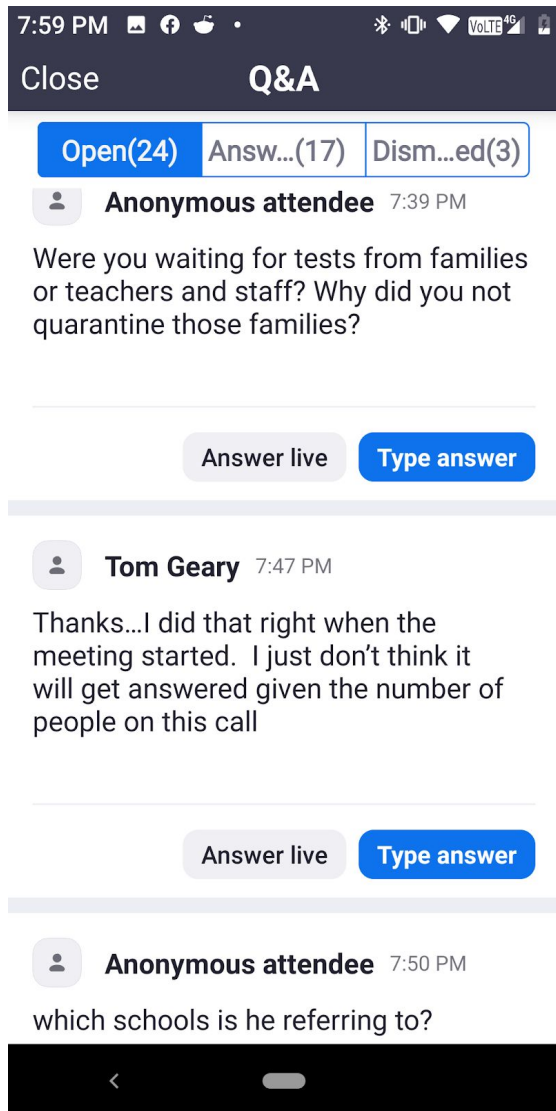 7:59 PM
VoLTE 4G
Close
Q&A
Open(24)
Answ...(17)
Dism...ed(3)
Anonymous attendee 7:39 PM
Were you waiting for tests from families
or teachers and staff? Why did you not
quarantine those families?
Answer live
Type answer
Tom Geary 7:47 PM
Thanks...I did that right when the
meeting started.  I just don’t think it
will get answered given the number of
people on this call
Answer live
Type answer
Anonymous attendee 7:50 PM
which schools is he referring to?